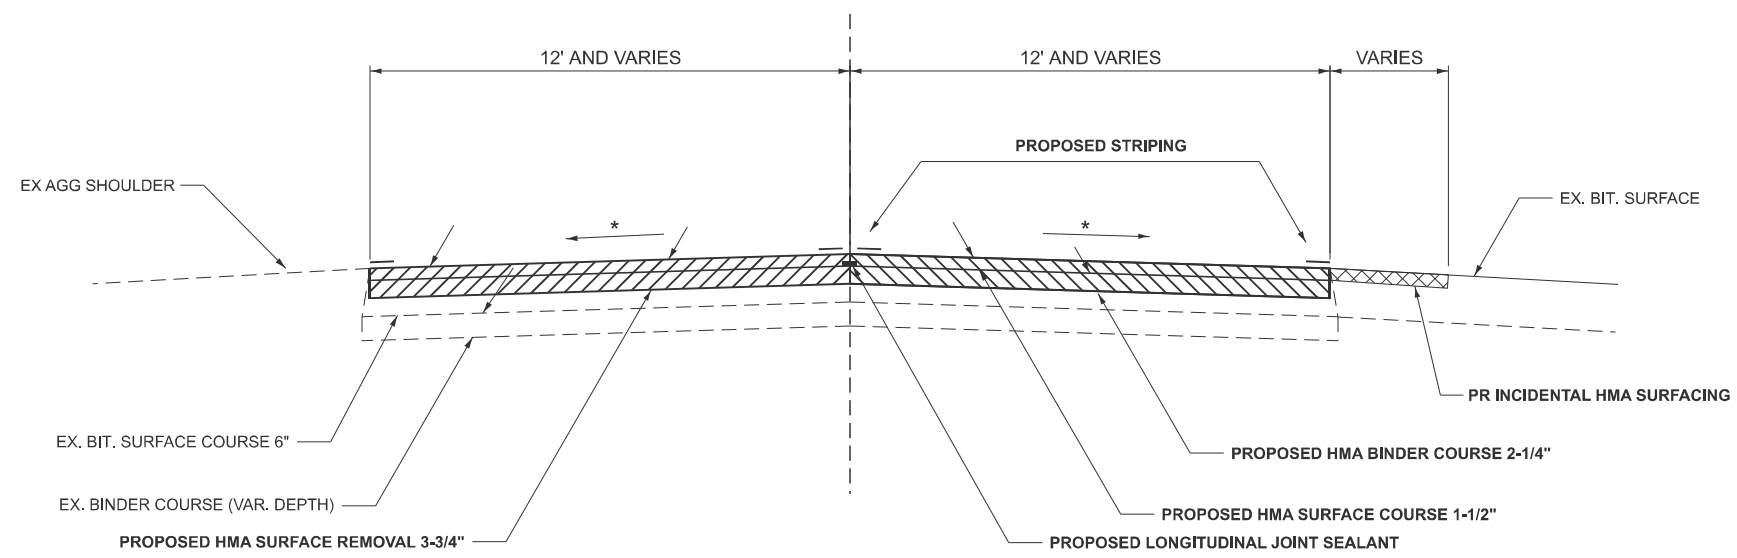 12' AND VARIES
12' AND VARIES
VARIES
PROPOSED STRIPING
EX AGG SHOULDER
EX. BIT. SURFACE
*
*
PR INCIDENTAL HMA SURFACING
EX. BIT. SURFACE COURSE 6"
PROPOSED HMA BINDER COURSE 2-1/4"
EX. BINDER COURSE (VAR. DEPTH)
PROPOSED HMA SURFACE COURSE 1-1/2"
PROPOSED HMA SURFACE REMOVAL 3-3/4"
PROPOSED LONGITUDINAL JOINT SEALANT